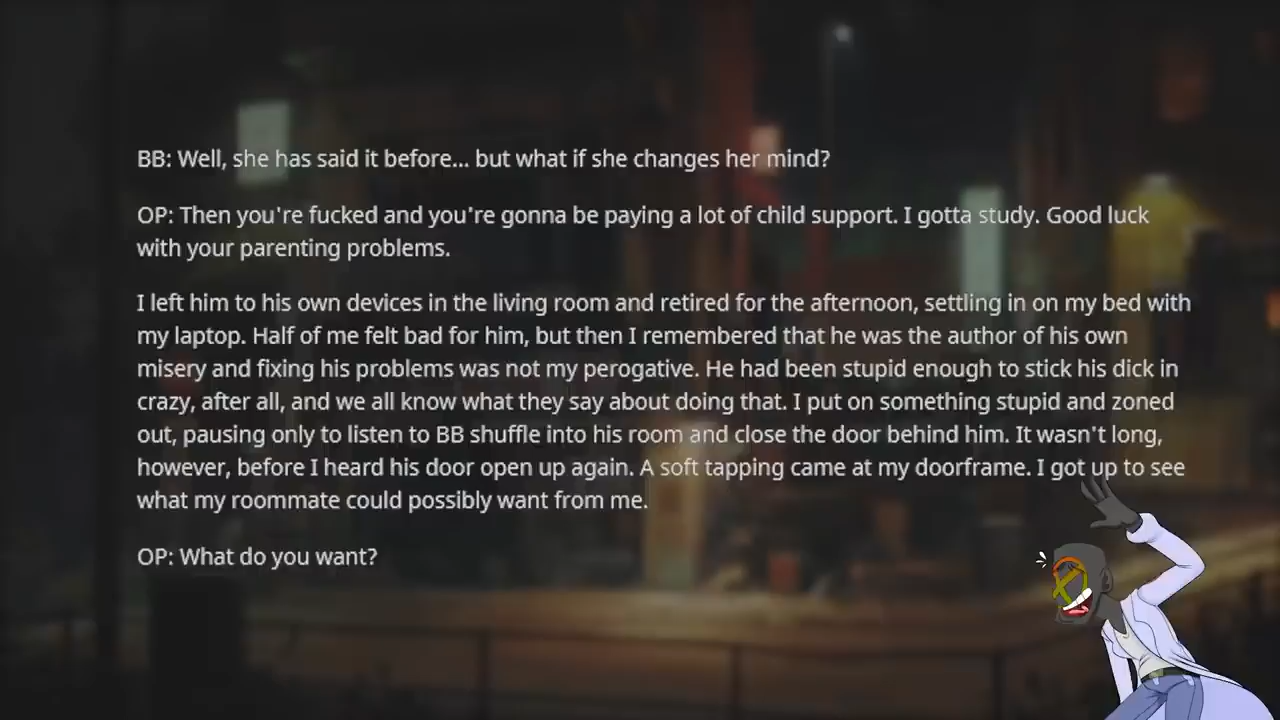 BB: Well, she has said it before... but what if she changes her mind?
OP: Then you're fucked and you're gonna be paying a lot of child support. I gotta study. Good luck
with your parenting problems.
I left him to his own devices in the living room and retired for the afternoon, settling in on my bed with
my laptop. Half of me felt bad for him, but then I remembered that he was the author of his own
misery and fixing his problems was not my perogative. He had been stupid enough to stick his dick in
crazy, after all, and we all know what they say about doing that. I put on something stupid and zoned
out, pausing only to listen to BB shuffle into his room and close the door behind him. It wasn't long,
however, before I heard his door open up again. A soft tapping came at my doorframe. I got up to see
what my roommate could possibly want from me.
OP: What do you want?